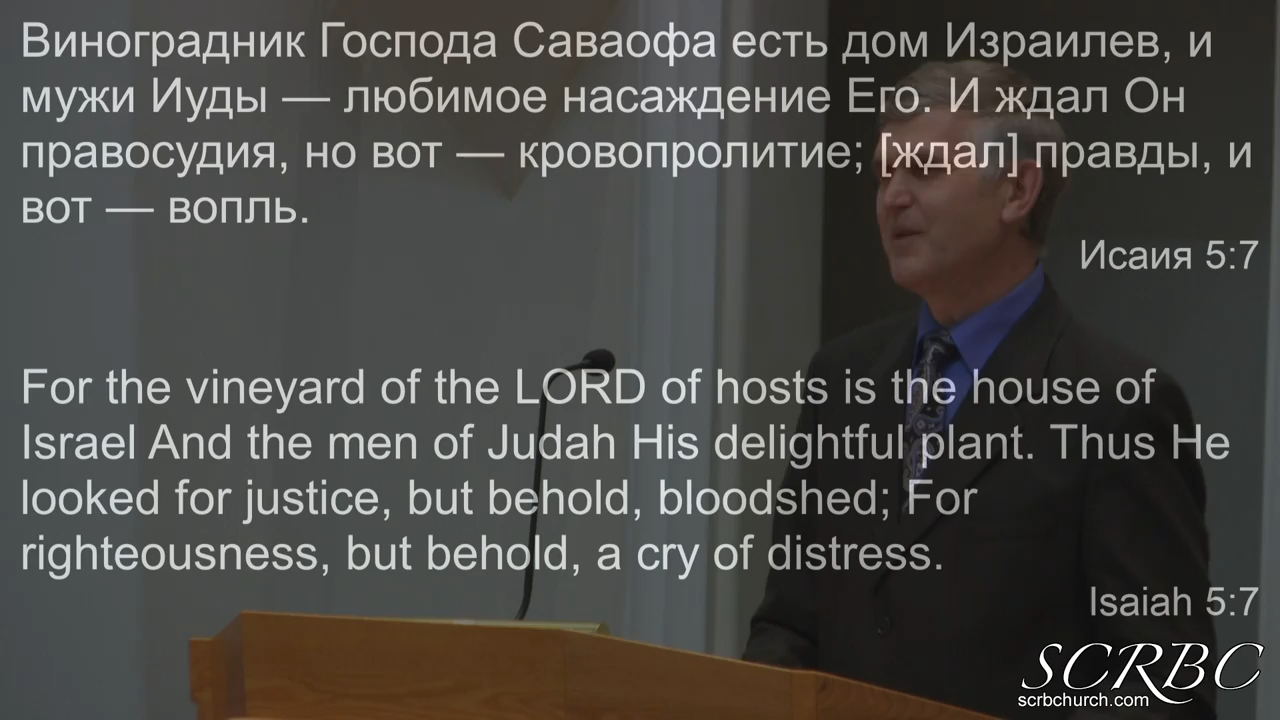 Виноградник Господа Саваофа есть дом Израилев, и
мужи Иуды — любимое насаждение Его. И ждал Он
правосудия, но вот — кровопролитие; [ждал] правды, и
вот — вопль.
Исаия 5:7
For the vineyard of the LORD of hosts is the house of
Israel And the men of Judah His delightful plant. Thus He
looked for justice, but behold, bloodshed; For
righteousness, but behold, a cry of distress.
Isaiah 5:7
SCRBC
scrbchurch.com